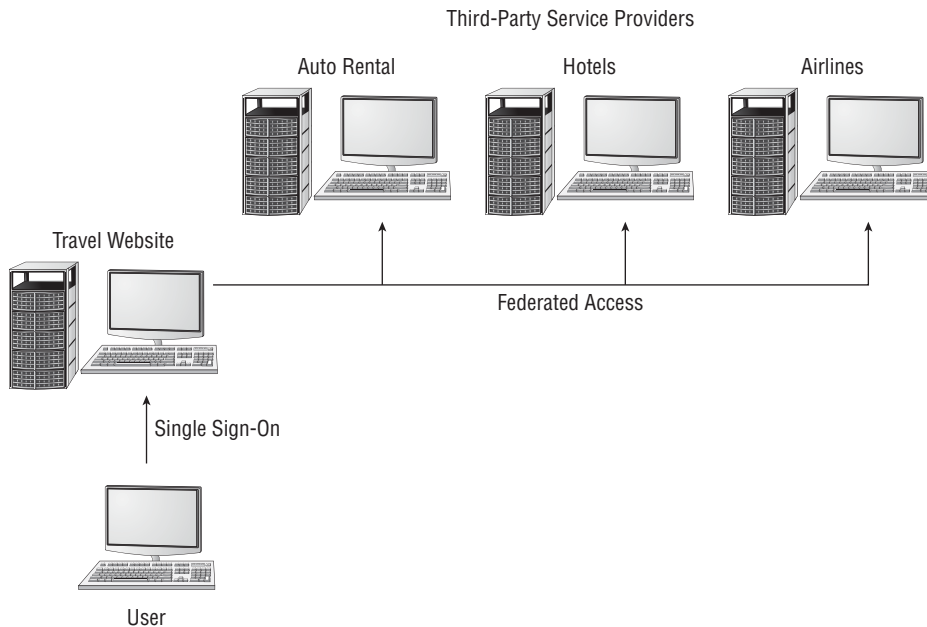 Third-Party Service Providers
Auto Rental
Hotels
Airlines
Travel Website
Federated Access
Single Sign-On
User